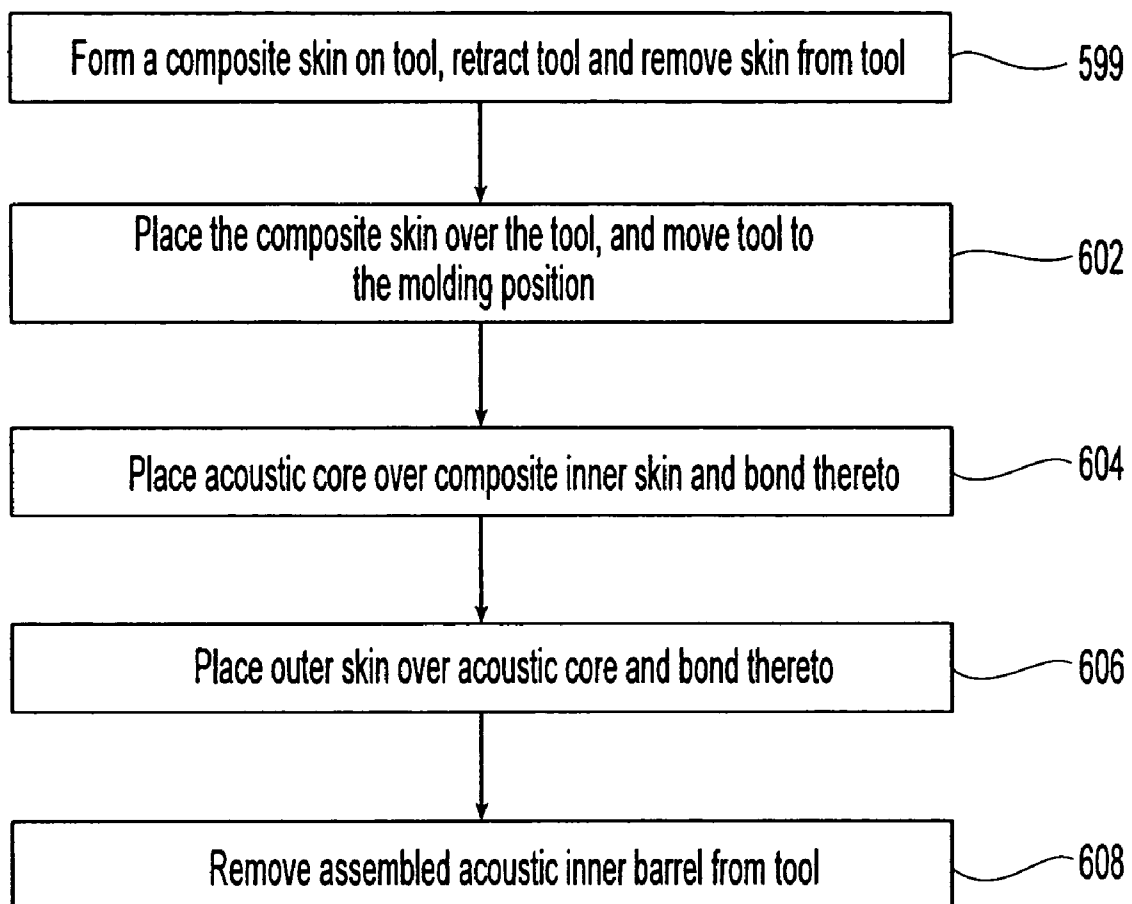 Form a composite skin on tool, retract tool and remove skin from tool
599
Place the composite skin over the tool, and move tool to
the molding position
602
Place acoustic core over composite inner skin and bond thereto
604
Place outer skin over acoustic core and bond thereto
606
Remove assembled acoustic inner barrel from tool
608